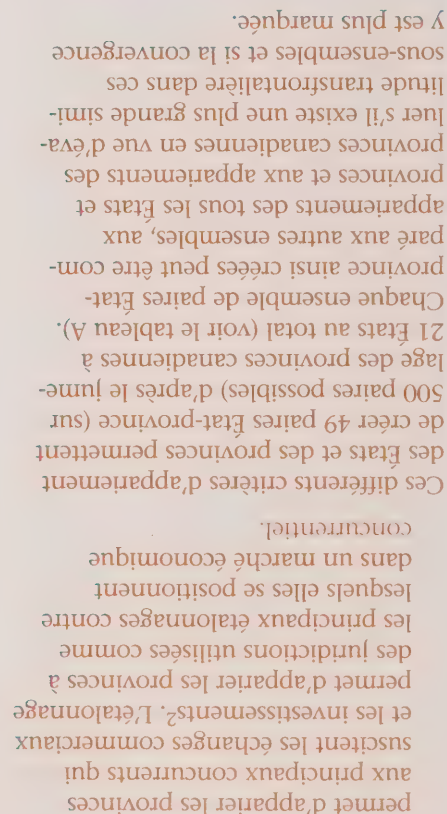 permet d'apparier les provinces
aux principaux concurrents qui
suscitent les échanges commerciaux
et les investissements². L'étalonnage
permet d'apparier les provinces à
des juridictions utilisées comme
les principaux étalonnages contre
lesquels elles se positionnent
dans un marché économique
concurrentiel.
Ces différents critères d'appariement
des États et des provinces permettent
de créer 49 paires État-province (sur
500 paires possibles) d'après le jume-
lage des provinces canadiennes à
21 États au total (voir le tableau A).
Chaque ensemble de paires État-
province ainsi créées peut être com-
paré aux autres ensembles, aux
appariements des tous les États et
provinces et aux appariements des
provinces canadiennes en vue d'éva-
luer s'il existe une plus grande simi-
litude transfrontalière dans ces
sous-ensembles et si la convergence
y est plus marquée.